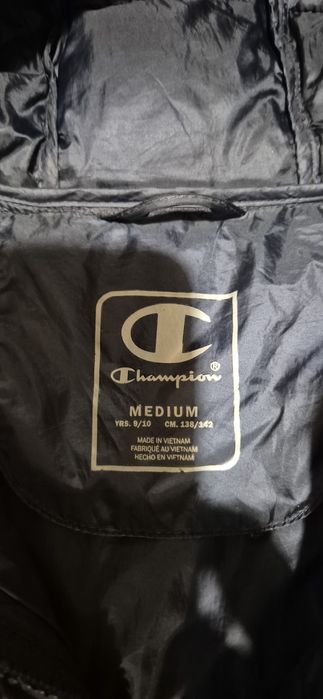 Champion®
MEDIUM
YRS. 9/10 CM. 138/142
MADE IN VIETNAM
FABRIQUÉ AU VIETNAM
HECHO EN VIETNAM